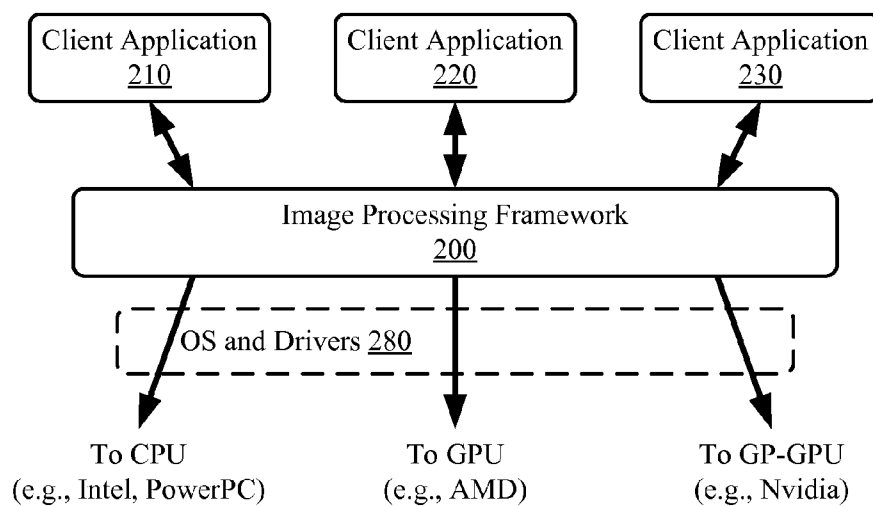 Client Application
210
Client Application
220
Client Application
230
Image Processing Framework
200
OS and Drivers 280
To CPU
(e.g., Intel, PowerPC)
To GPU
(e.g., AMD)
To GP-GPU
(e.g., Nvidia)